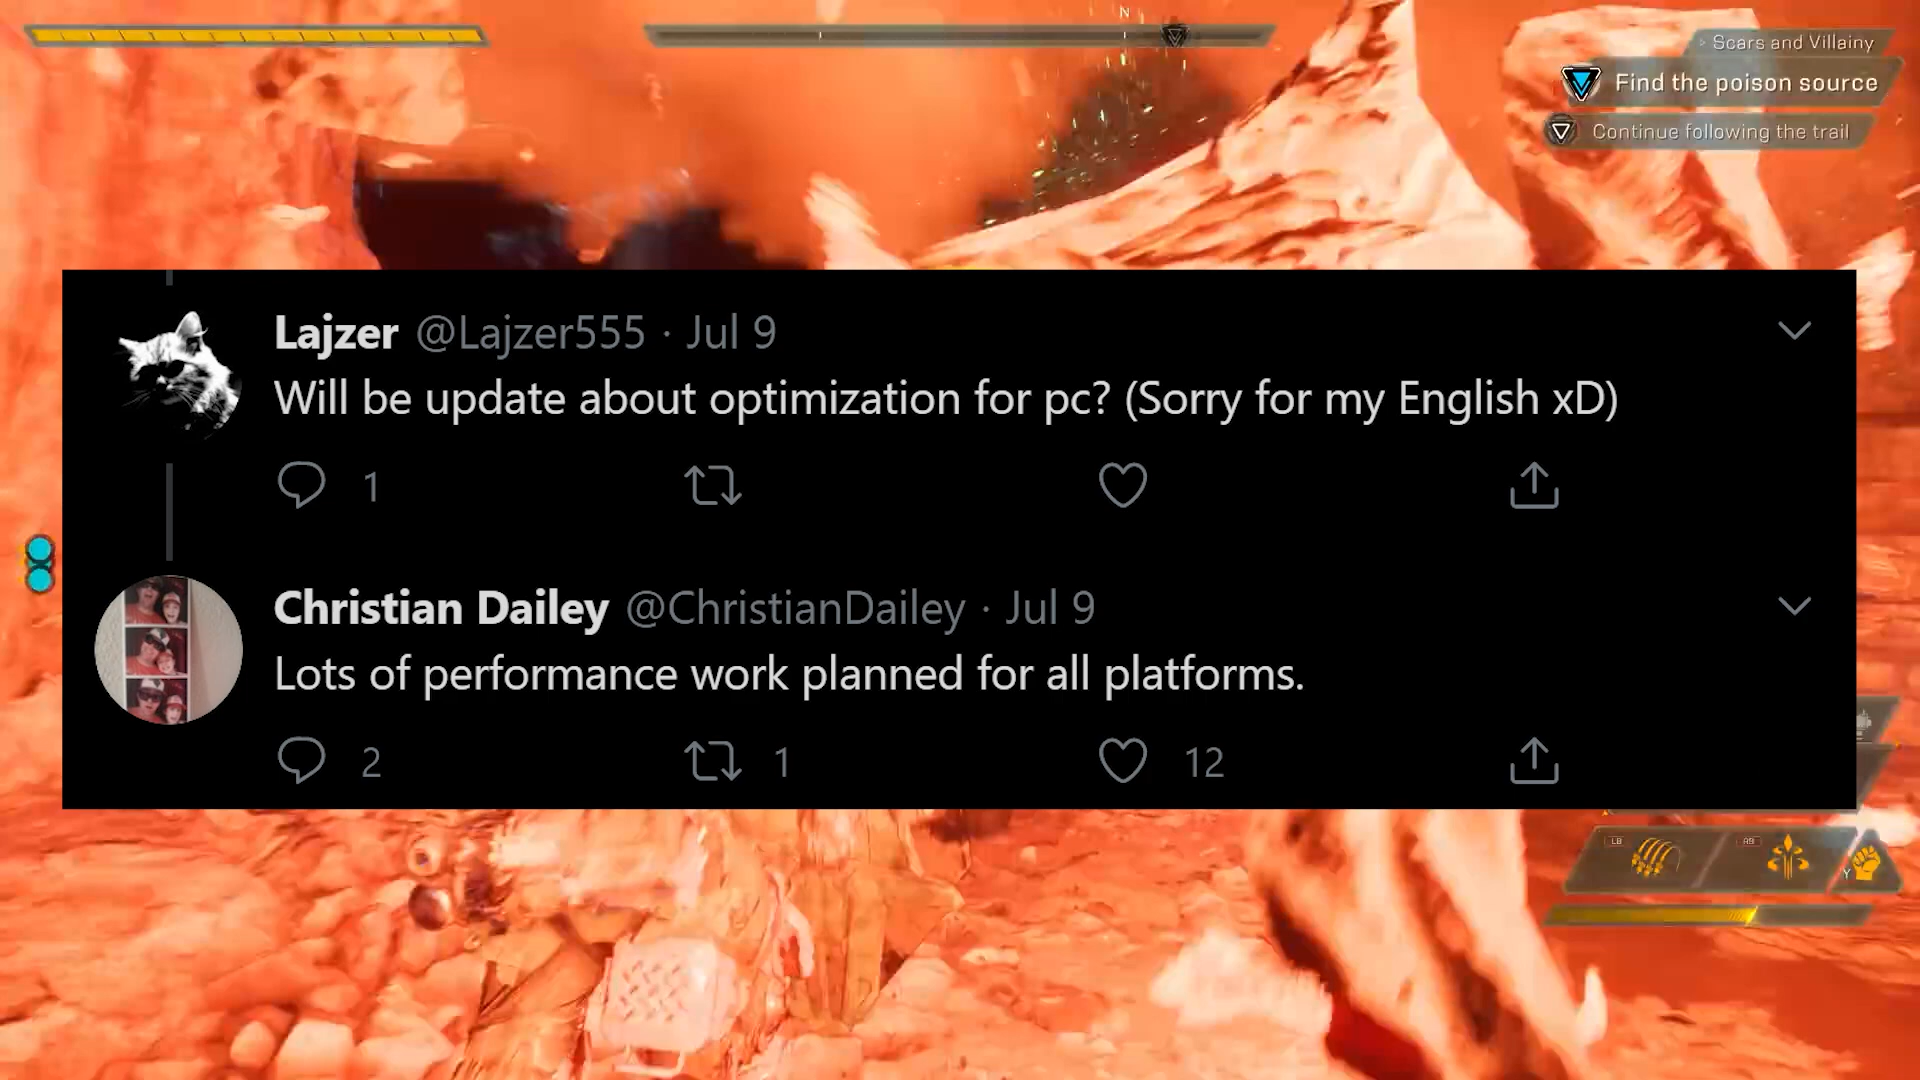 N
Scars and Villainy
Find the poison source
Continue following the trail
Lajzer @Lajzer555 · Jul 9
Will be update about optimization for pc? (Sorry for my English xD)
1
Christian Dailey @ChristianDailey · Jul 9
Lots of performance work planned for all platforms.
2 1 12
LB RB Y